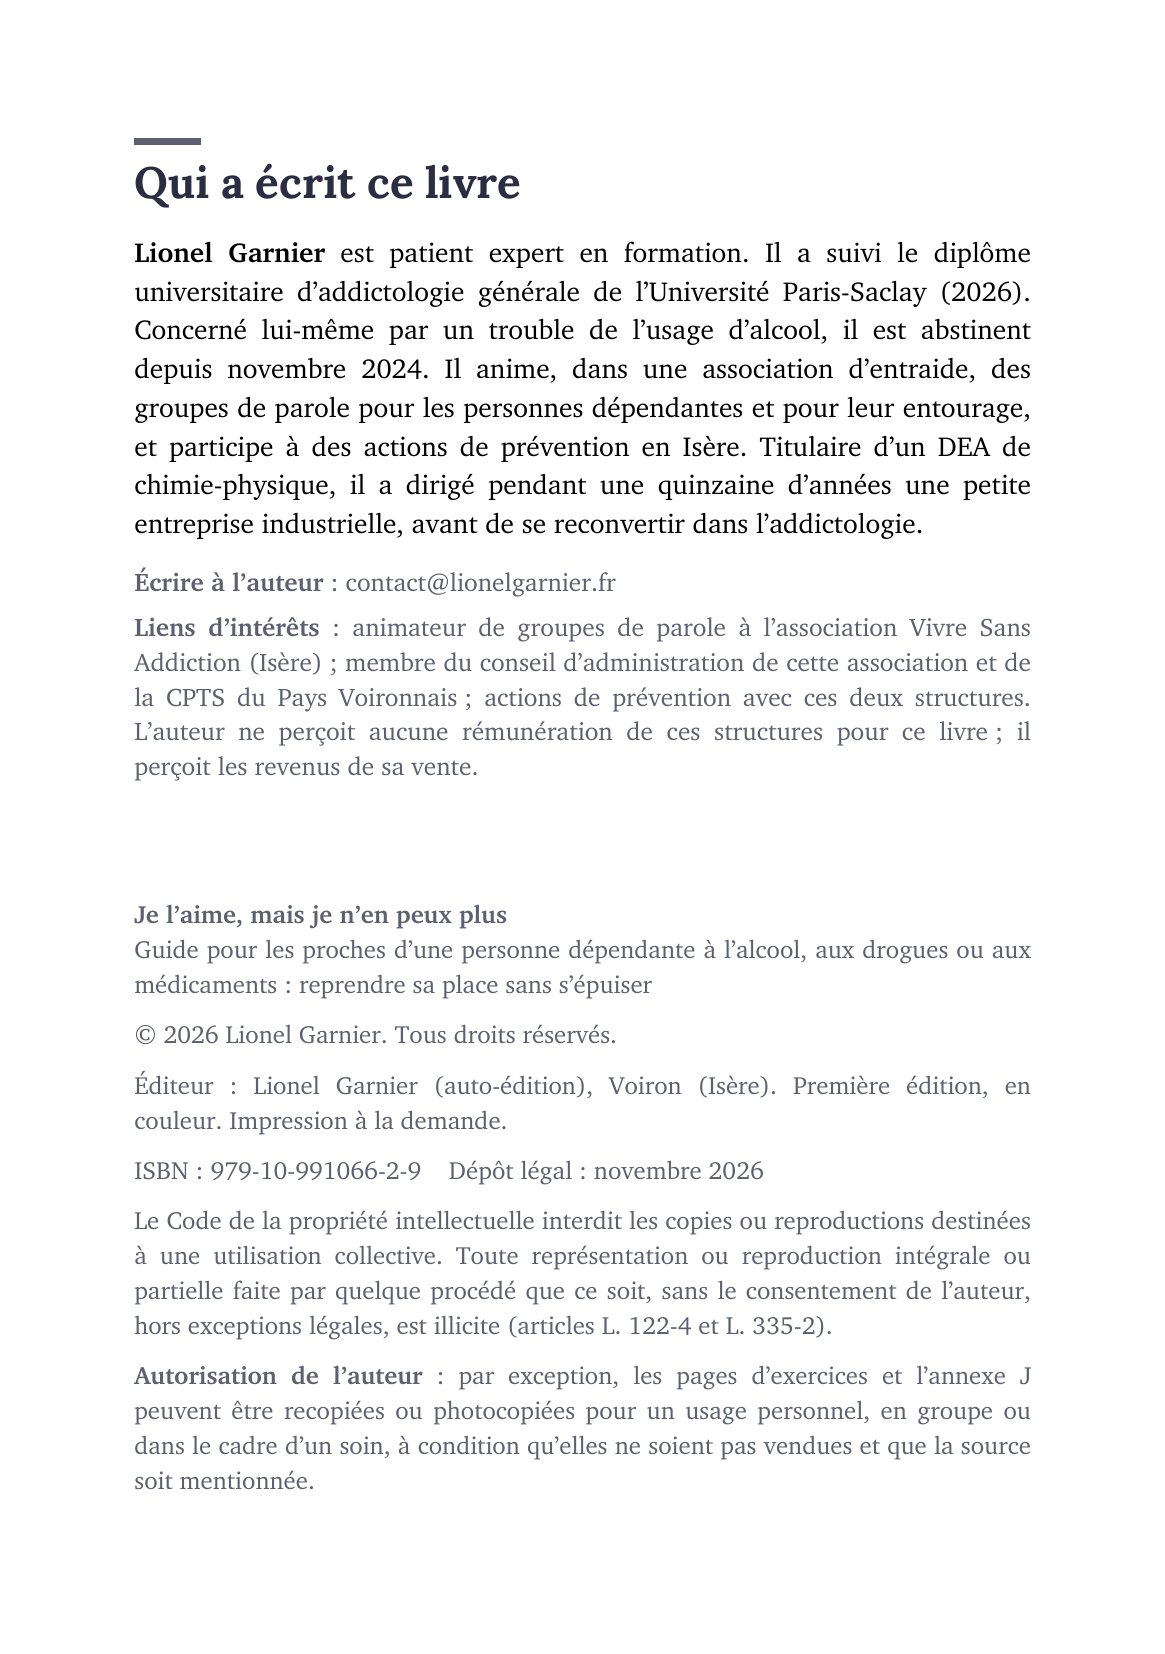 Qui a écrit ce livre
Lionel Garnier est patient expert en formation. Il a suivi le diplôme
universitaire d’addictologie générale de l’Université Paris-Saclay (2026).
Concerné lui-même par un trouble de l’usage d’alcool, il est abstinent
depuis novembre 2024. Il anime, dans une association d’entraide, des
groupes de parole pour les personnes dépendantes et pour leur entourage,
et participe à des actions de prévention en Isère. Titulaire d’un DEA de
chimie-physique, il a dirigé pendant une quinzaine d’années une petite
entreprise industrielle, avant de se reconvertir dans l’addictologie.
Écrire à l’auteur : contact@lionelgarnier.fr
Liens d’intérêts : animateur de groupes de parole à l’association Vivre Sans
Addiction (Isère) ; membre du conseil d’administration de cette association et de
la CPTS du Pays Voironnais ; actions de prévention avec ces deux structures.
L’auteur ne perçoit aucune rémunération de ces structures pour ce livre ; il
perçoit les revenus de sa vente.
Je l’aime, mais je n’en peux plus
Guide pour les proches d’une personne dépendante à l’alcool, aux drogues ou aux
médicaments : reprendre sa place sans s’épuiser
© 2026 Lionel Garnier. Tous droits réservés.
Éditeur : Lionel Garnier (auto-édition), Voiron (Isère). Première édition, en
couleur. Impression à la demande.
ISBN : 979-10-991066-2-9 Dépôt légal : novembre 2026
Le Code de la propriété intellectuelle interdit les copies ou reproductions destinées
à une utilisation collective. Toute représentation ou reproduction intégrale ou
partielle faite par quelque procédé que ce soit, sans le consentement de l’auteur,
hors exceptions légales, est illicite (articles L. 122-4 et L. 335-2).
Autorisation de l’auteur : par exception, les pages d’exercices et l’annexe J
peuvent être recopiées ou photocopiées pour un usage personnel, en groupe ou
dans le cadre d’un soin, à condition qu’elles ne soient pas vendues et que la source
soit mentionnée.